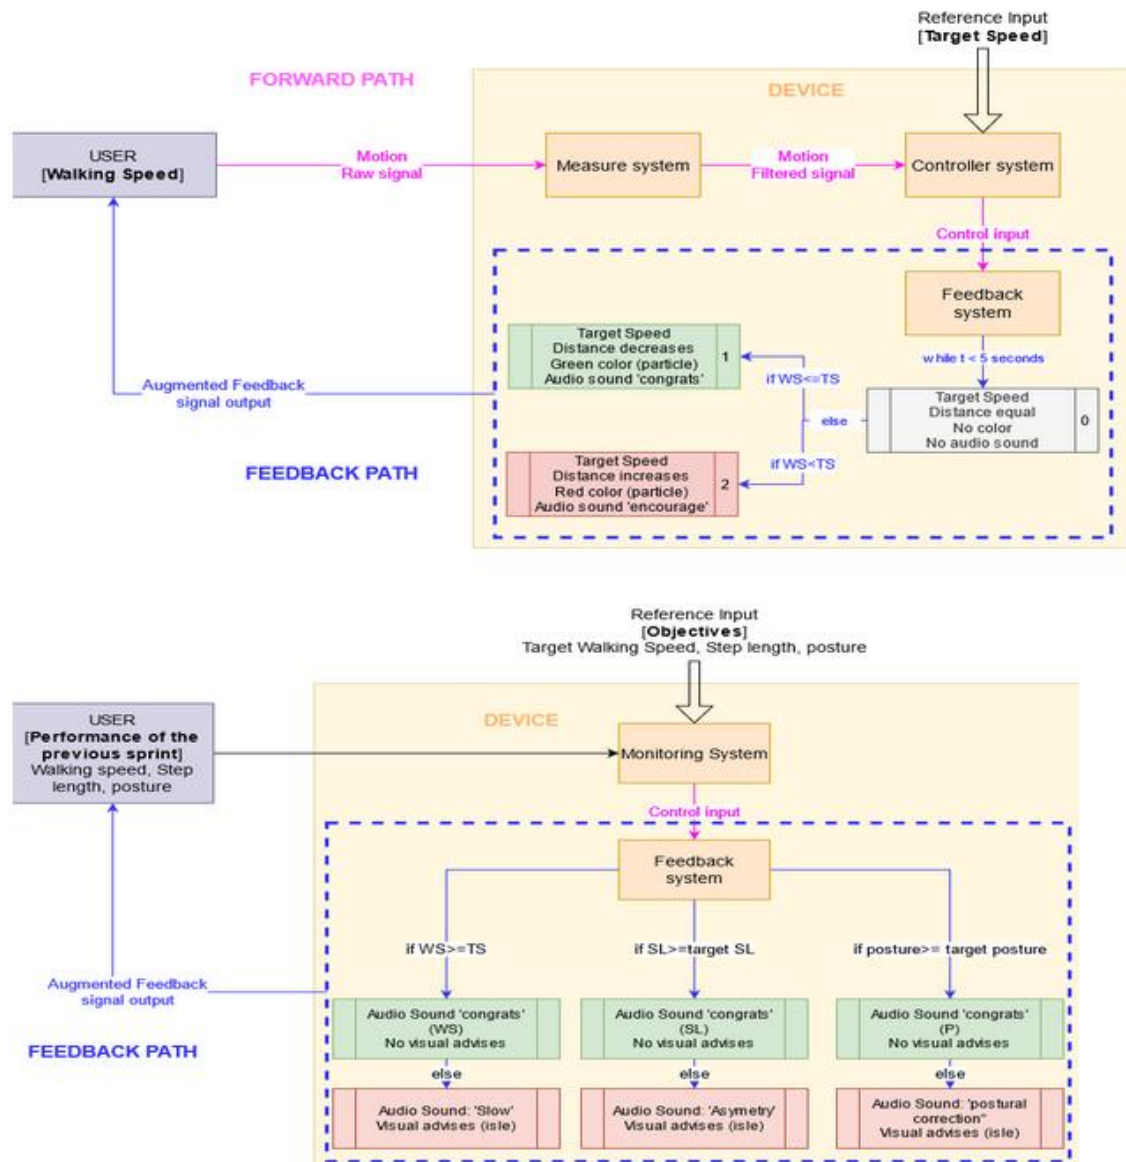 Reference Input
[Target Speed]
FORWARD PATH
DEVICE
USER
[Walking Speed]
Motion
Raw signal
Measure system
Motion
Filtered signal
Controller system
Control input
Feedback
system
while t < 5 seconds
Target Speed
Distance equal
No color
No audio sound
0
else
if WS<=TS
Target Speed
Distance decreases
Green color (particle)
Audio sound 'congrats'
1
if WS<TS
Target Speed
Distance increases
Red color (particle)
Audio sound 'encourage'
2
Augmented Feedback
signal output
FEEDBACK PATH
Reference Input
[Objectives]
Target Walking Speed, Step length, posture
DEVICE
USER
[Performance of the
previous sprint]
Walking speed, Step
length, posture
Monitoring System
Control input
Feedback
system
if WS>=TS
if SL>=target SL
if posture>= target posture
Augmented Feedback
signal output
FEEDBACK PATH
Audio Sound 'congrats'
(WS)
No visual advises
Audio Sound 'congrats'
(SL)
No visual advises
Audio Sound 'congrats'
(P)
No visual advises
else
else
else
Audio Sound: 'Slow'
Visual advises (isle)
Audio Sound: 'Asymetry'
Visual advises (isle)
Audio Sound: 'postural
correction"
Visual advises (isle)